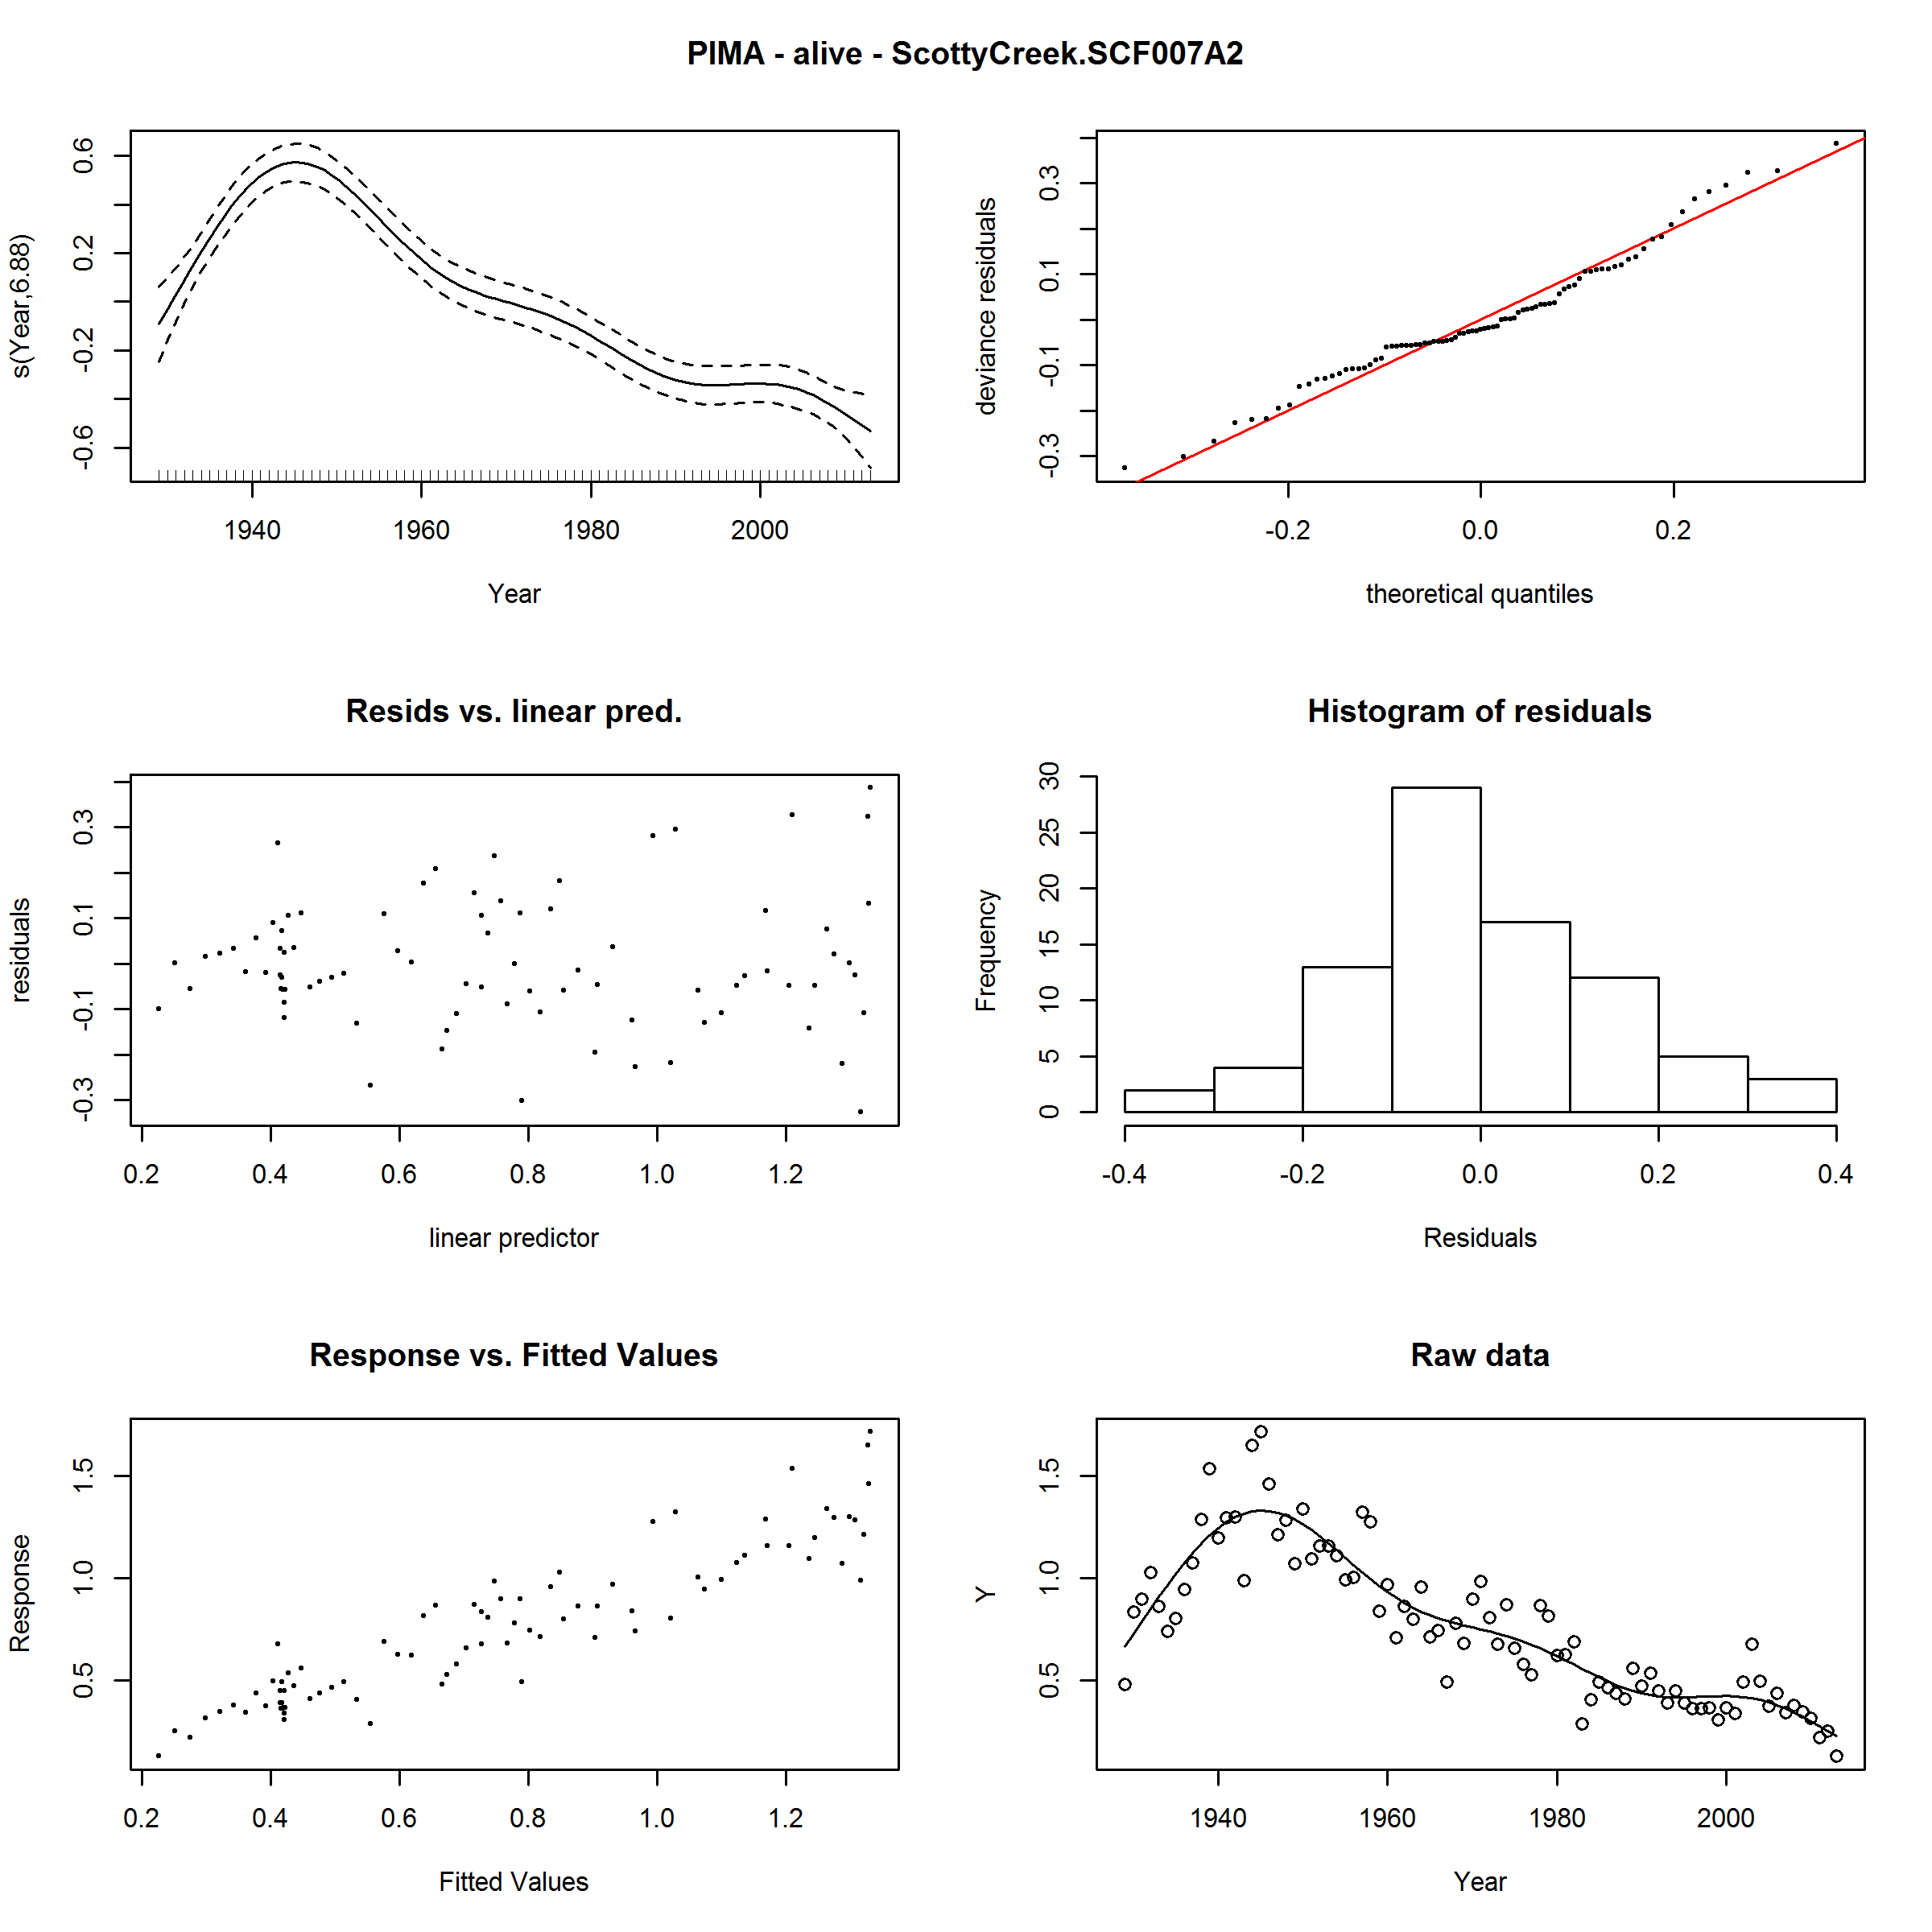 PIMA - alive - ScottyCreek.SCF007A2
s(Year,6.88)
0.6
0.2
-0.2
-0.6
1940 1960 1980 2000
Year
deviance residuals
0.3
0.1
-0.1
-0.3
-0.2 0.0 0.2
theoretical quantiles
Resids vs. linear pred.
residuals
0.3
0.1
-0.1
-0.3
0.2 0.4 0.6 0.8 1.0 1.2
linear predictor
Histogram of residuals
Frequency
30
25
20
15
10
5
0
-0.4 -0.2 0.0 0.2 0.4
Residuals
Response vs. Fitted Values
Response
1.5
1.0
0.5
0.2 0.4 0.6 0.8 1.0 1.2
Fitted Values
Raw data
Y
1.5
1.0
0.5
1940 1960 1980 2000
Year